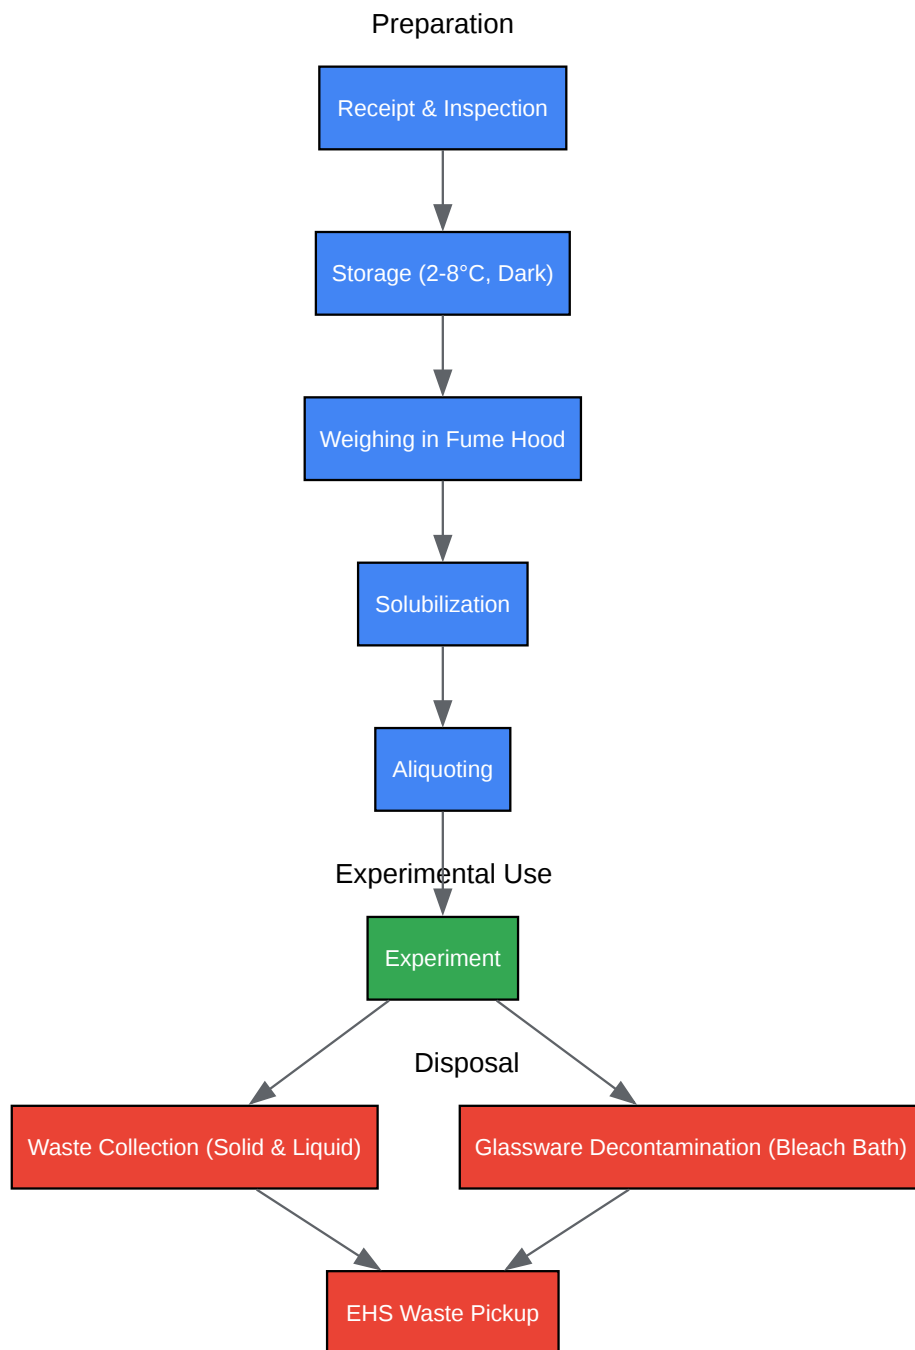 Preparation
Receipt & Inspection
Storage (2-8°C, Dark)
Weighing in Fume Hood
Solubilization
Aliquoting
Experimental Use
Experiment
Disposal
Waste Collection (Solid & Liquid)
Glassware Decontamination (Bleach Bath)
EHS Waste Pickup